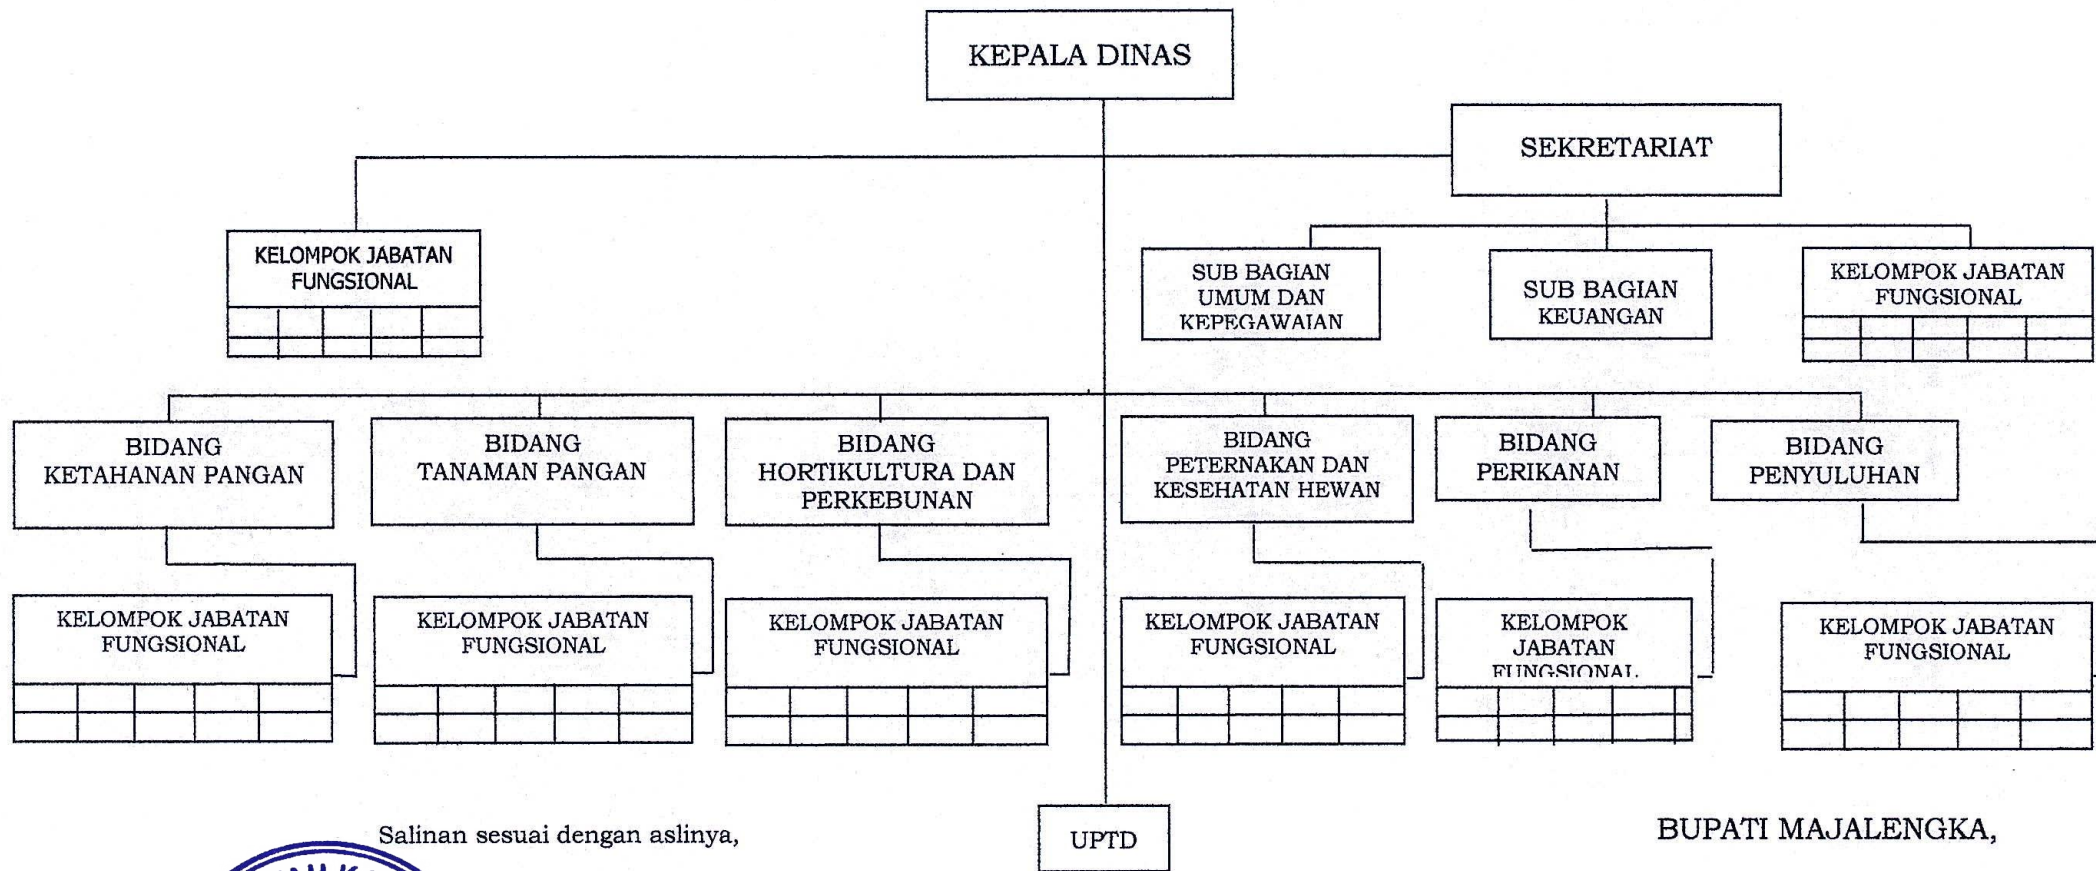 KEPALA DINAS
SEKRETARIAT
KELOMPOK JABATAN
FUNGSIONAL
SUB BAGIAN
UMUM DAN
KEPEGAWAIAN
SUB BAGIAN
KEUANGAN
KELOMPOK JABATAN
FUNGSIONAL
BIDANG
KETAHANAN PANGAN
BIDANG
TANAMAN PANGAN
BIDANG
HORTIKULTURA DAN
PERKEBUNAN
BIDANG
PETERNAKAN DAN
KESEHATAN HEWAN
BIDANG
PERIKANAN
BIDANG
PENYULUHAN
KELOMPOK JABATAN
FUNGSIONAL
KELOMPOK JABATAN
FUNGSIONAL
KELOMPOK JABATAN
FUNGSIONAL
KELOMPOK JABATAN
FUNGSIONAL
KELOMPOK
JABATAN
FUNGSIONAL
KELOMPOK JABATAN
FUNGSIONAL
Salinan sesuai dengan aslinya,
UPTD
BUPATI MAJALENGKA,